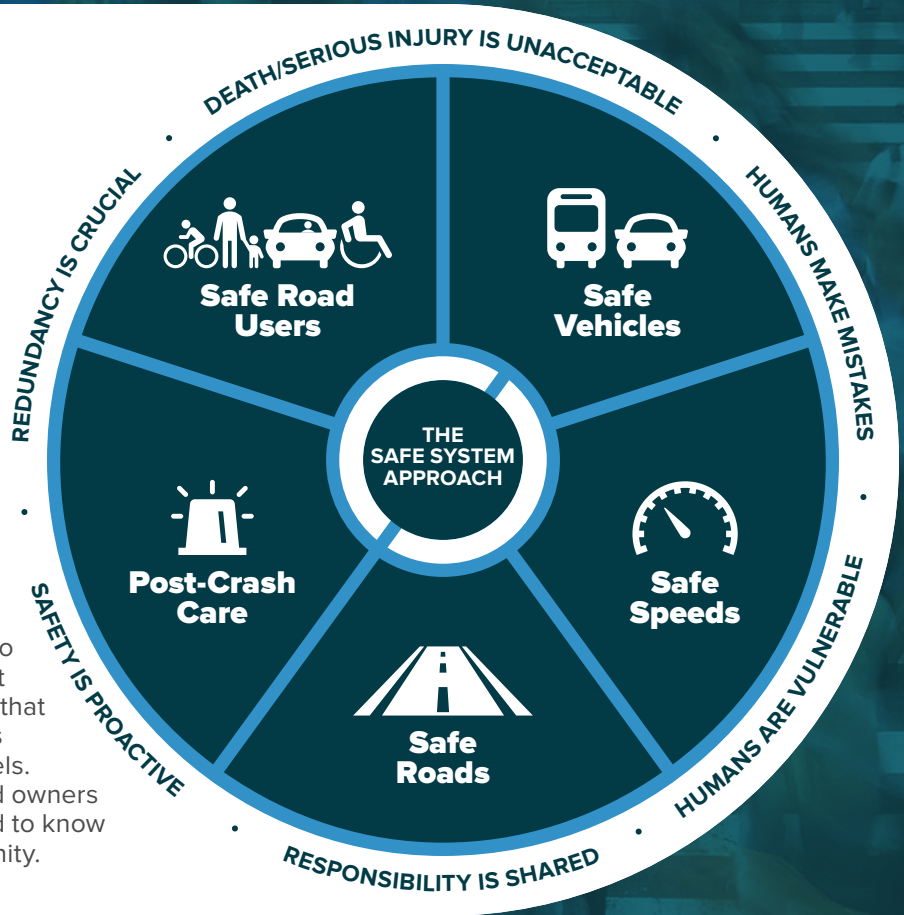 DEATH/SERIOUS INJURY IS UNACCEPTABLE
HUMANS MAKE MISTAKES
HUMANS ARE VULNERABLE
RESPONSIBILITY IS SHARED
SAFETY IS PROACTIVE
REDUNDANCY IS CRUCIAL
Safe Road
Users
Safe
Vehicles
THE
SAFE SYSTEM
APPROACH
Post-Crash
Care
Safe
Speeds
Safe
Roads
that
owners
to know